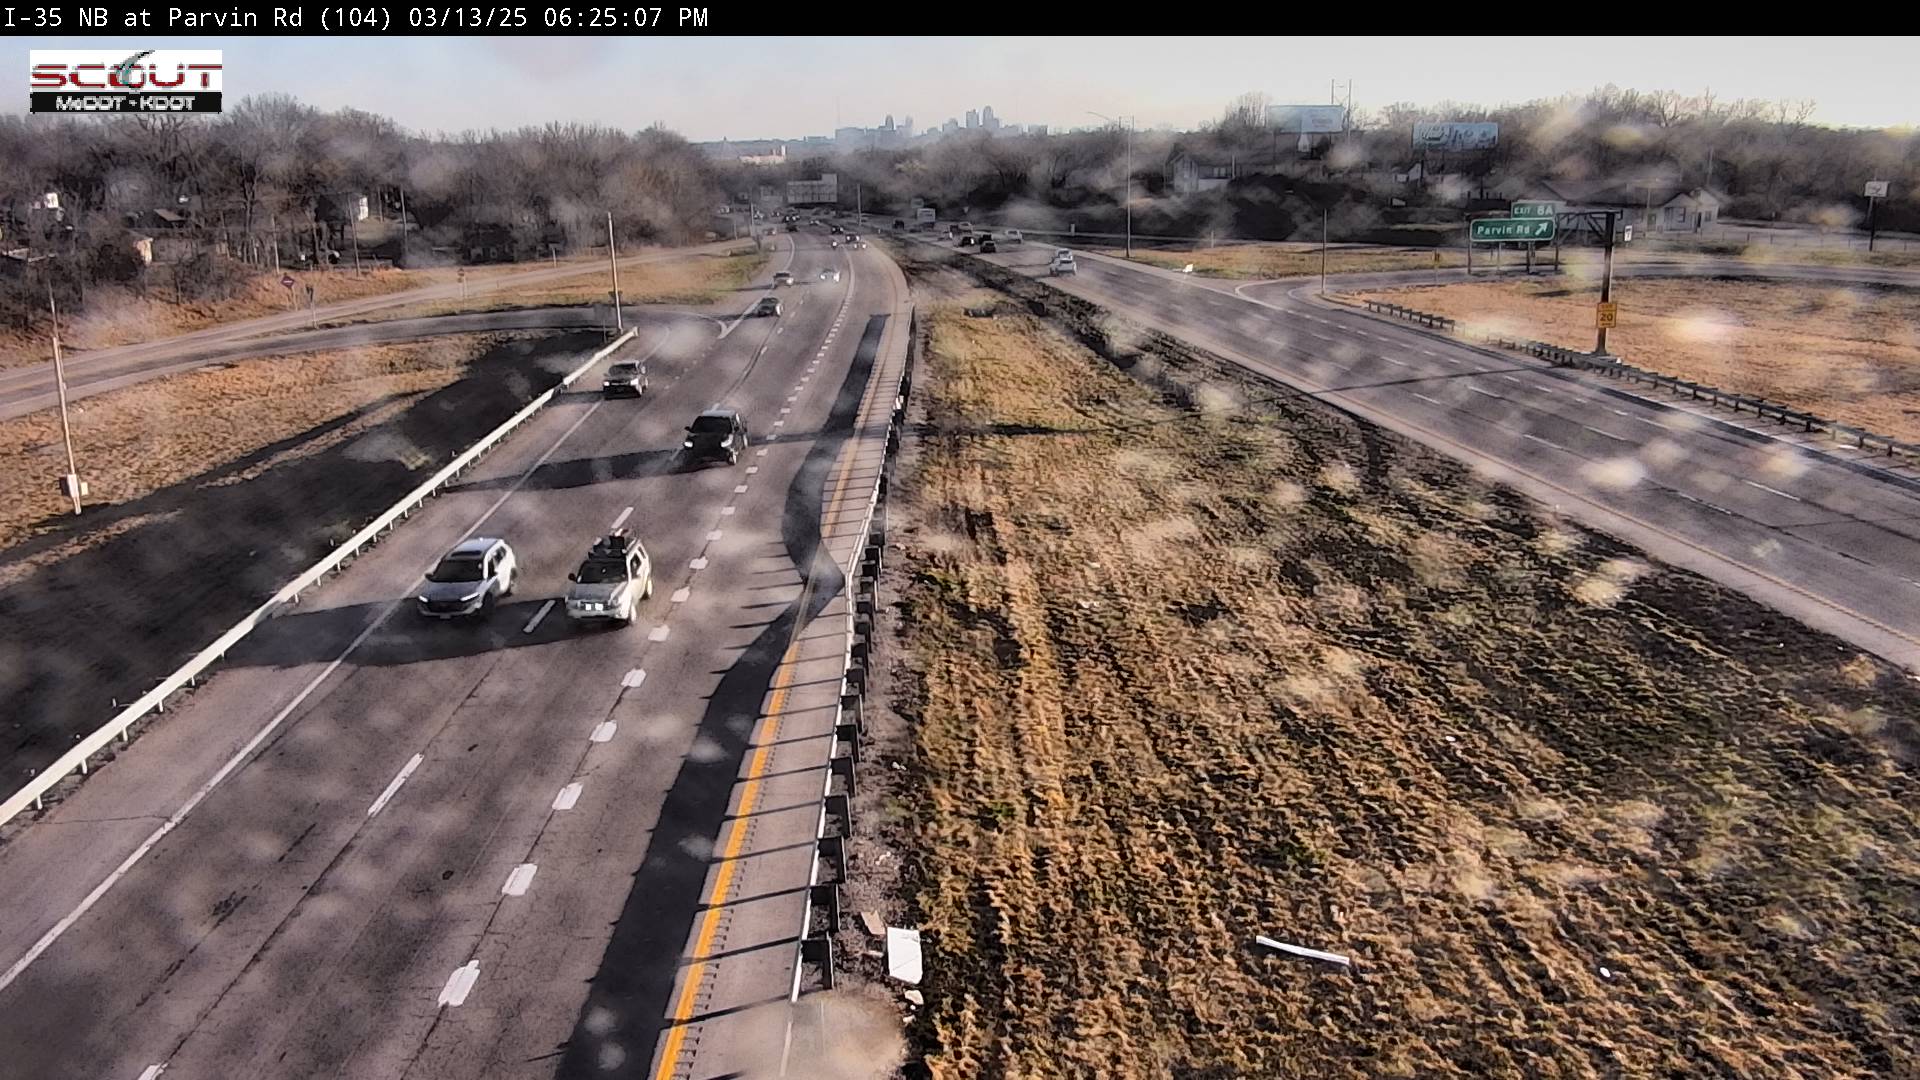 I-35 NB at Parvin Rd (104) 03/13/25 06:25:07 PM
SCOUT
MoDOT - KDOT
EXIT 8A
Parvin Rd
20